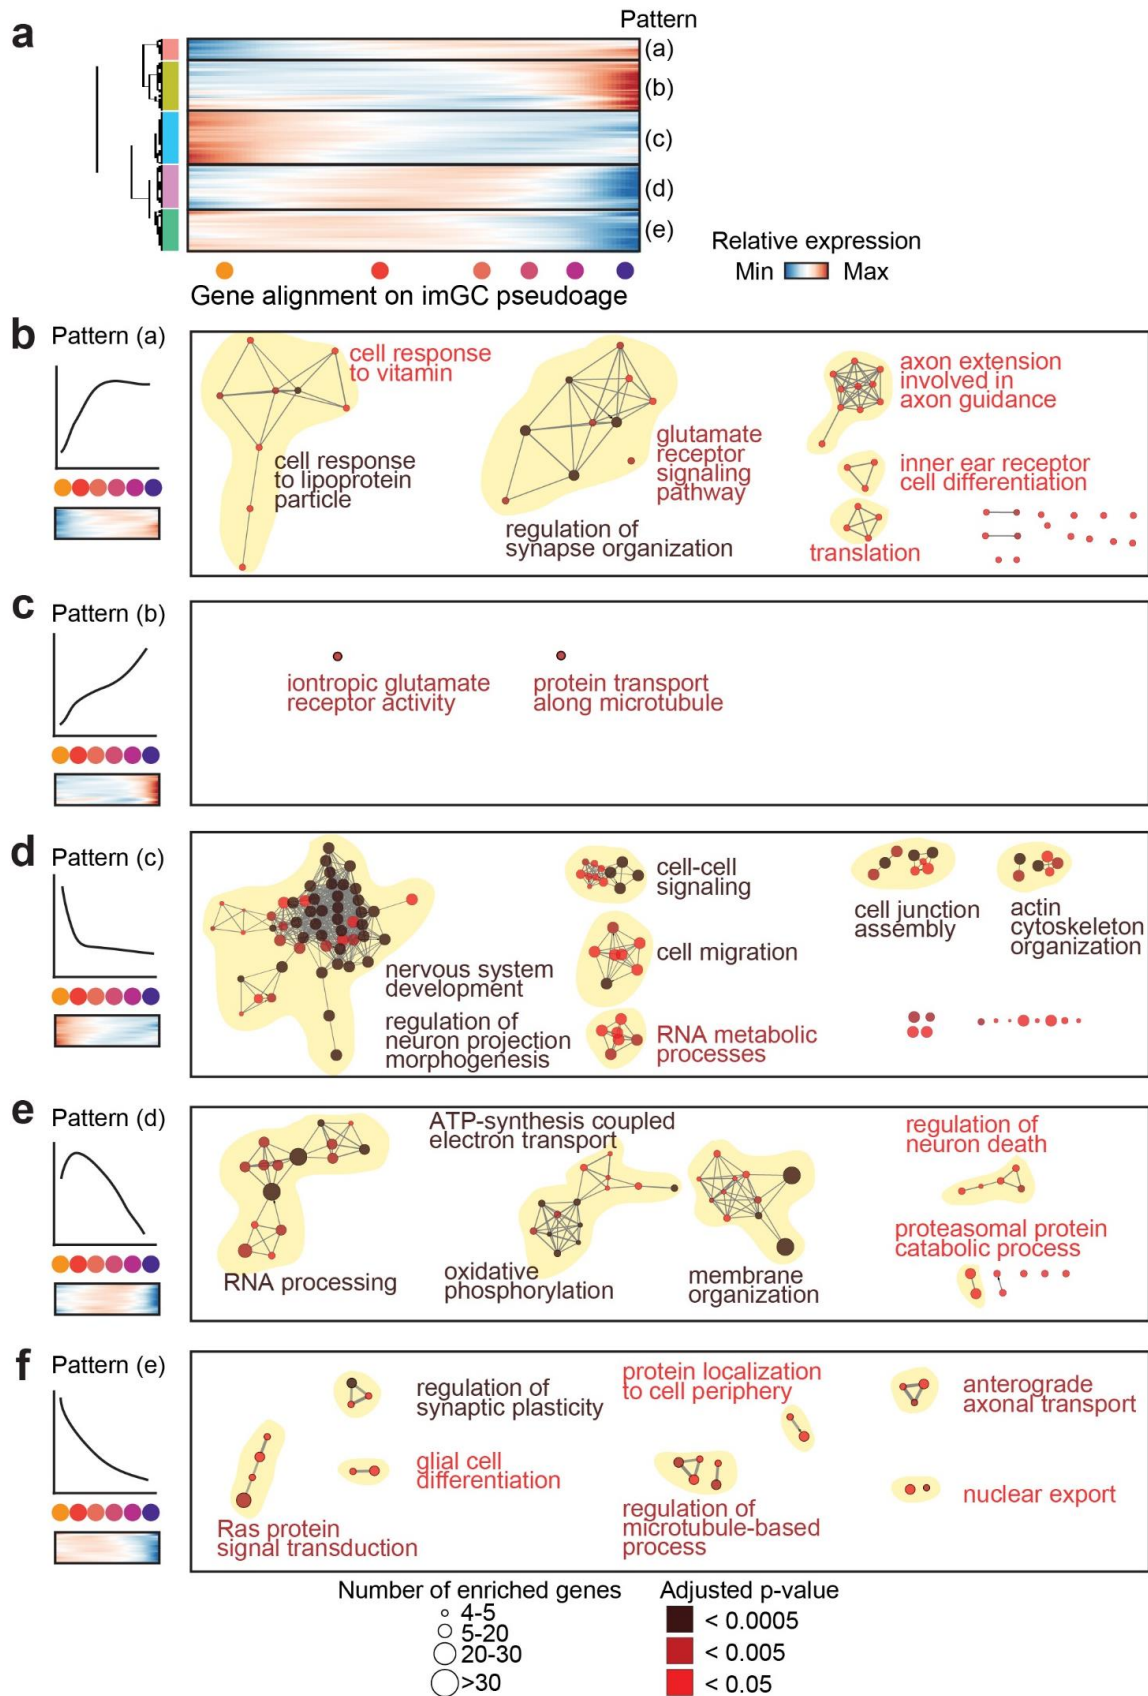 a
Pattern
(a)
(b)
(c)
(d)
(e)
Relative expression
Min Max
Gene alignment on imGC pseudoage
b Pattern (a)
cell response
to vitamin
cell response
to lipoprotein
particle
glutamate
receptor
signaling
pathway
regulation of
synapse organization
axon extension
involved in
axon guidance
inner ear receptor
cell differentiation
translation
c Pattern (b)
iontropic glutamate
receptor activity
protein transport
along microtubule
d Pattern (c)
nervous system
development
regulation of
neuron projection
morphogenesis
cell-cell
signaling
cell migration
RNA metabolic
processes
cell junction
assembly
actin
cytoskeleton
organization
e Pattern (d)
RNA processing
ATP-synthesis coupled
electron transport
oxidative
phosphorylation
membrane
organization
regulation of
neuron death
proteasomal protein
catabolic process
f Pattern (e)
regulation of
synaptic plasticity
glial cell
differentiation
Ras protein
signal transduction
protein localization
to cell periphery
regulation of
microtubule-based
process
anterograde
axonal transport
nuclear export
Number of enriched genes
4-5
5-20
20-30
>30
Adjusted p-value
< 0.0005
< 0.005
< 0.05